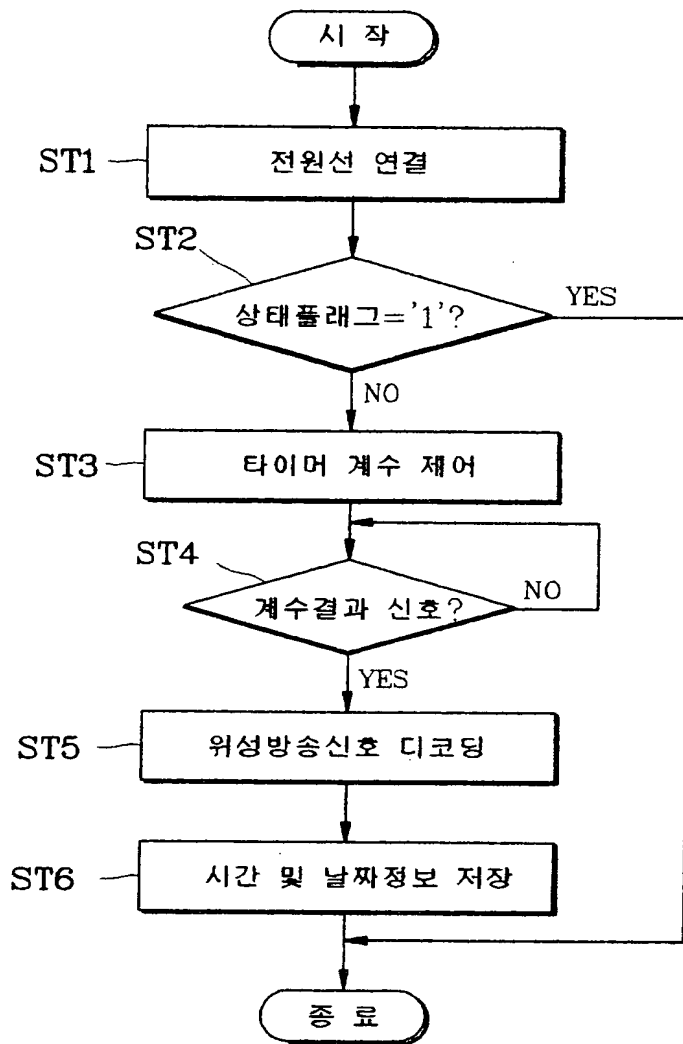 시 작
ST1
전원선 연결
ST2
상태플래그='1'?
YES
NO
ST3
타이머 계수 제어
ST4
계수결과 신호?
NO
YES
ST5
위성방송신호 디코딩
ST6
시간 및 날짜정보 저장
종 료